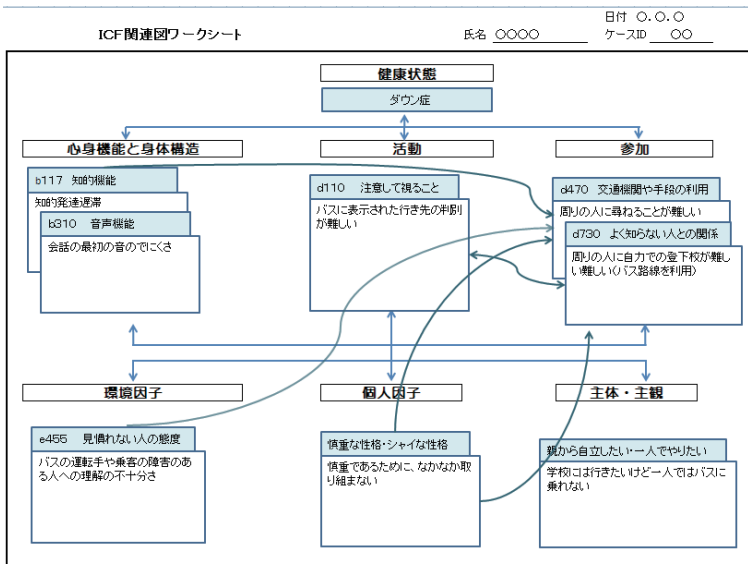 日付 〇.〇.〇
ICF関連図ワークシート
氏名 〇〇〇〇
ケースID 〇〇
健康状態
ダウン症
心身機能と身体構造
活動
参加
b117 知的機能
知的発達遅滞
b310 音声機能
会話の最初の音のでにくさ
d110 注意して視ること
バスに表示された行き先の判別
が難しい
d470 交通機関や手段の利用
周りの人に尋ねることが難しい
d730 よく知らない人との関係
周りの人に自力での登下校が難し
い難しい(バス路線を利用)
環境因子
個人因子
主体・主観
e455 見慣れない人の態度
バスの運転手や乗客の障害のあ
る人への理解の不十分さ
慎重な性格・シャイな性格
慎重であるために、なかなか取
り組まない
親から自立したい・一人でやりたい
学校には行きたいけど一人ではバスに
乗れない